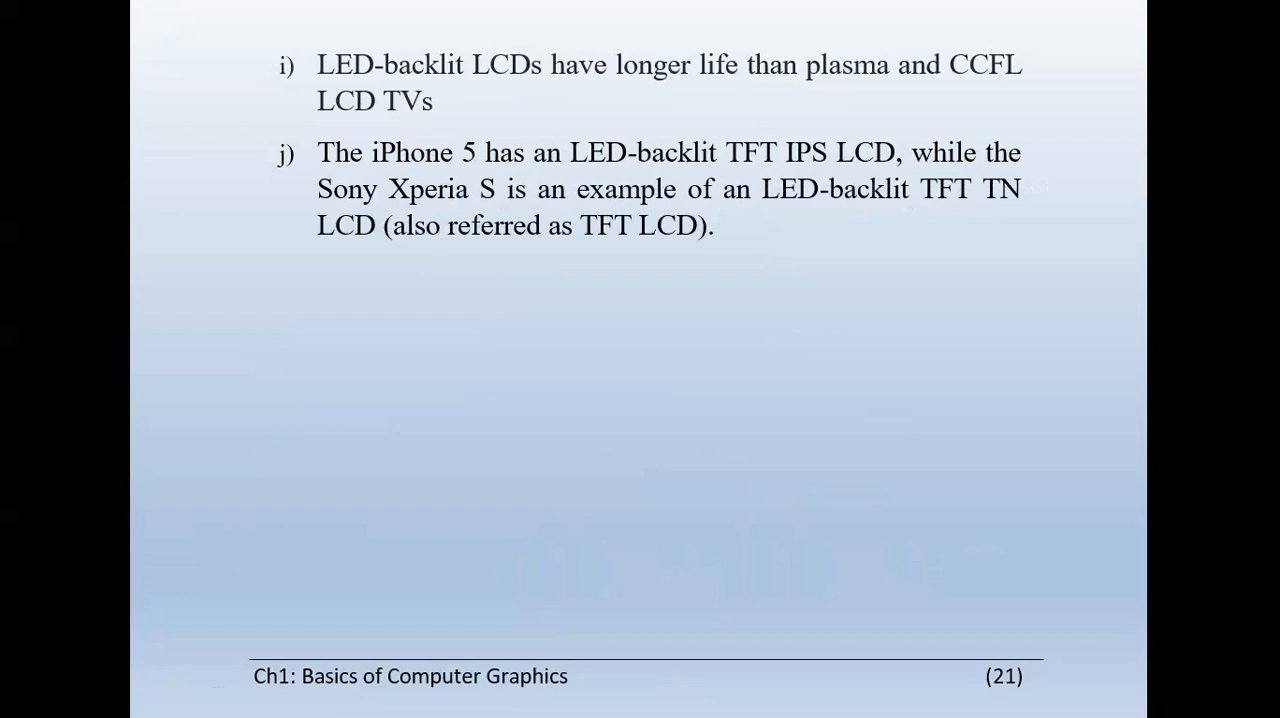 i) LED-backlit LCDs have longer life than plasma and CCFL
LCD TVs
j) The iPhone 5 has an LED-backlit TFT IPS LCD, while the
Sony Xperia S is an example of an LED-backlit TFT TN
LCD (also referred as TFT LCD).
Ch1: Basics of Computer Graphics (21)